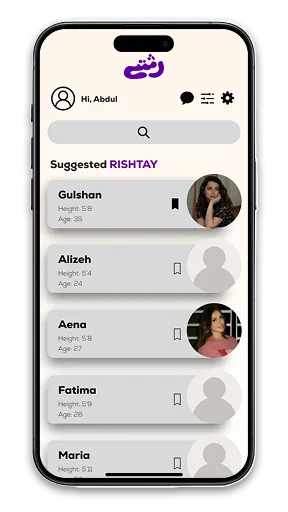 رشتے
Hi, Abdul
Suggested RISHTAY
Gulshan
Height: 5'8
Age: 35
Alizeh
Height: 5'4
Age: 24
Aena
Height: 5'8
Age: 27
Fatima
Height: 5'9
Age: 26
Maria
Height: 5'11